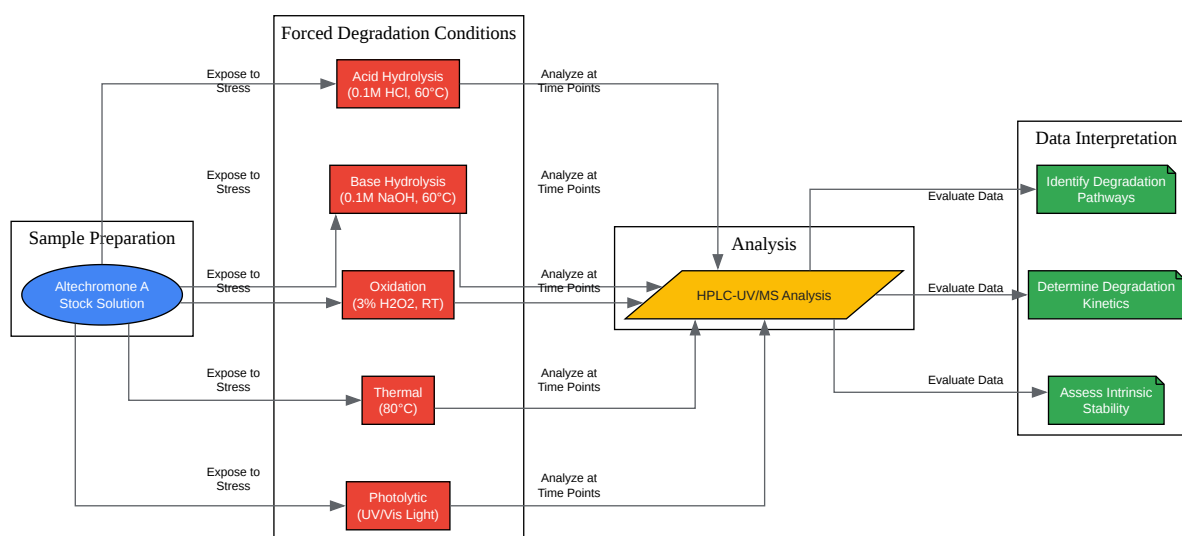 Forced Degradation Conditions
Expose to
Stress
Acid Hydrolysis
(0.1M HCl, 60°C)
Analyze at
Time Points
Data Interpretation
Expose to
Stress
Base Hydrolysis
(0.1M NaOH, 60°C)
Analyze at
Time Points
Identify Degradation
Pathways
Evaluate Data
Sample Preparation
Analysis
Altechromone A
Stock Solution
Expose to
Stress
Oxidation
(3% H2O2, RT)
Analyze at
Time Points
HPLC-UV/MS Analysis
Evaluate Data
Determine Degradation
Kinetics
Expose to
Stress
Thermal
(80°C)
Analyze at
Time Points
Evaluate Data
Assess Intrinsic
Stability
Expose to
Stress
Photolytic
(UV/Vis Light)
Analyze at
Time Points